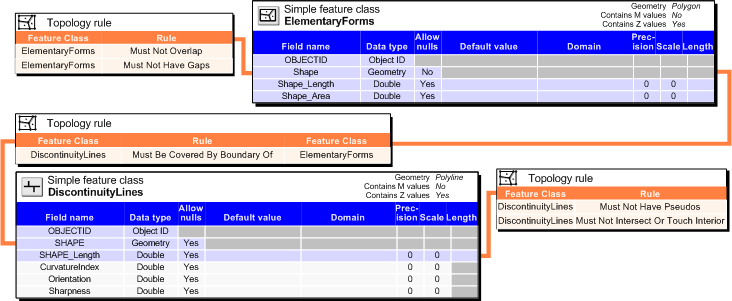 Topology rule
Feature Class Rule
ElementaryForms Must Not Overlap
ElementaryForms Must Not Have Gaps
Simple feature class
ElementaryForms
Geometry Polygon
Contains M values No
Contains Z values Yes
Field name Data type Allow nulls Default value Domain Prec-ision Scale Length
OBJECTID Object ID
Shape Geometry No
Shape_Length Double Yes 0 0
Shape_Area Double Yes 0 0
Topology rule
Feature Class Rule Feature Class
DiscontinuityLines Must Be Covered By Boundary Of ElementaryForms
Simple feature class
DiscontinuityLines
Geometry Polyline
Contains M values No
Contains Z values Yes
Field name Data type Allow nulls Default value Domain Prec-ision Scale Length
OBJECTID Object ID
SHAPE Geometry Yes
SHAPE_Length Double Yes 0 0
CurvatureIndex Double Yes 0 0
Orientation Double Yes 0 0
Sharpness Double Yes 0 0
Topology rule
Feature Class Rule
DiscontinuityLines Must Not Have Pseudos
DiscontinuityLines Must Not Intersect Or Touch Interior